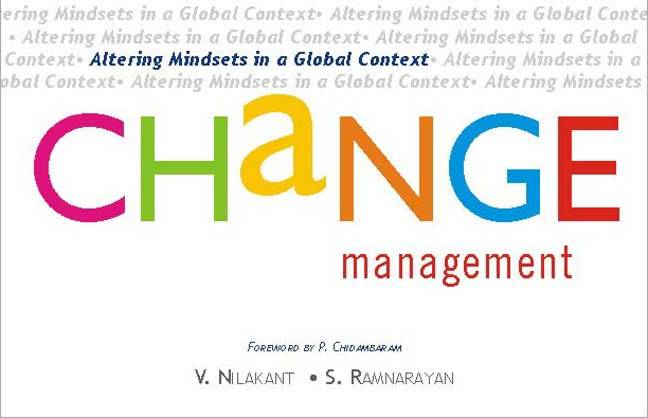 ering Mindsets in a Global Context• Altering Mindsets in a Global Conte
• Altering Mindsets in a Global Context• Altering Mindsets in a Global
Context• Altering Mindsets in a Global Context• Altering Mindsets in a
obal Context• Altering Mindsets in a Global Context• Altering Mindsets
CHaNGE
management
FOREWORD BY P. CHIDAMBARAM
V. NILAKANT • S. RAMNARAYAN